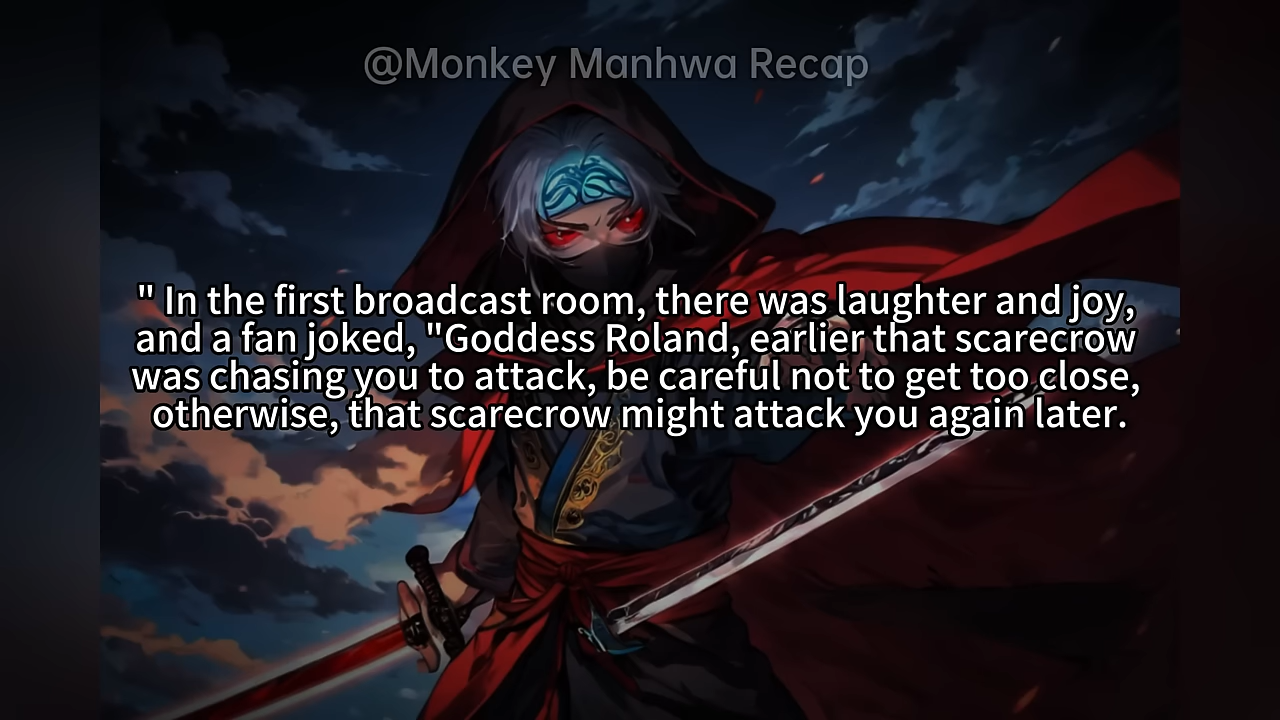 @Monkey Manhwa Recap
" In the first broadcast room, there was laughter and joy,
and a fan joked, "Goddess Roland, earlier that scarecrow
was chasing you to attack, be careful not to get too close,
otherwise, that scarecrow might attack you again later.